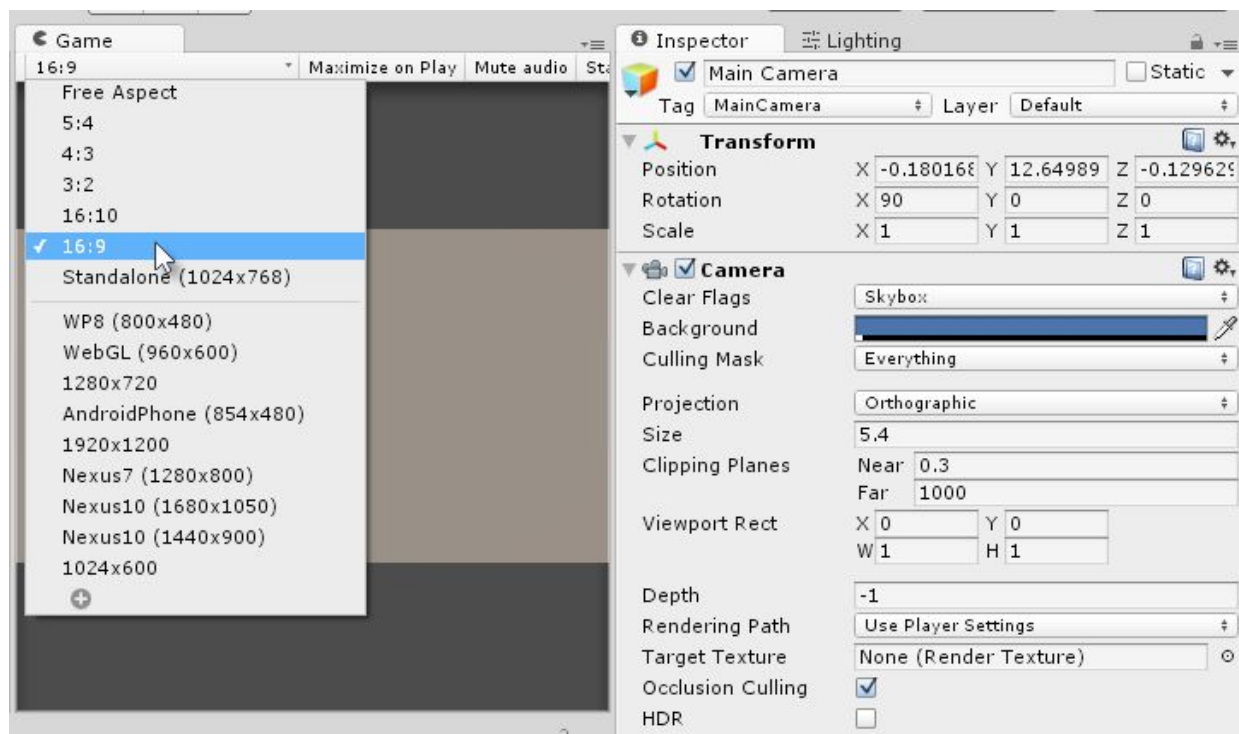 Game
16:9 Maximize on Play Mute audio Sta
Free Aspect
5:4
4:3
3:2
16:10
16:9
Standalone (1024x768)
WP8 (800x480)
WebGL (960x600)
1280x720
AndroidPhone (854x480)
1920x1200
Nexus7 (1280x800)
Nexus10 (1680x1050)
Nexus10 (1440x900)
1024x600
Inspector Lighting
Main Camera Static
Tag MainCamera Layer Default
Transform
Position X -0.180168 Y 12.64989 Z -0.129629
Rotation X 90 Y 0 Z 0
Scale X 1 Y 1 Z 1
Camera
Clear Flags Skybox
Background
Culling Mask Everything
Projection Orthographic
Size 5.4
Clipping Planes Near 0.3
Far 1000
Viewport Rect X 0 Y 0
W 1 H 1
Depth -1
Rendering Path Use Player Settings
Target Texture None (Render Texture)
Occlusion Culling
HDR